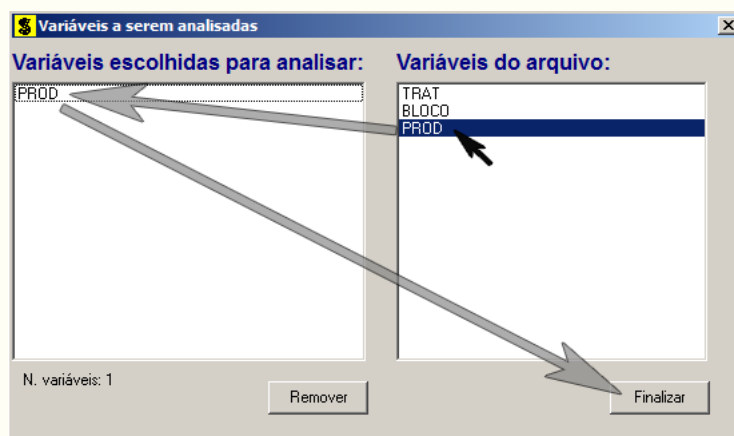 Variáveis a serem analisadas
Variáveis escolhidas para analisar:
PROD
Variáveis do arquivo:
TRAT
BLOCO
PROD
N. variáveis: 1
Remover
Finalizar